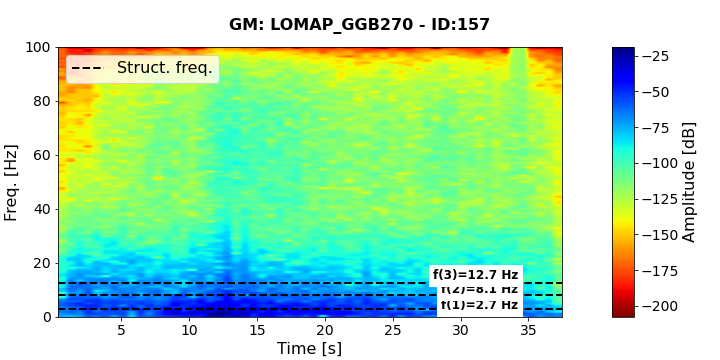 GM: LOMAP_GGB270 - ID:157
Freq. [Hz]
100
80
60
40
20
0
Struct. freq.
f(3)=12.7 Hz
f(2)=8.1 Hz
f(1)=2.7 Hz
5
10
15
20
25
30
35
Time [s]
−25
−50
−75
−100
−125
−150
−175
−200
Amplitude [dB]